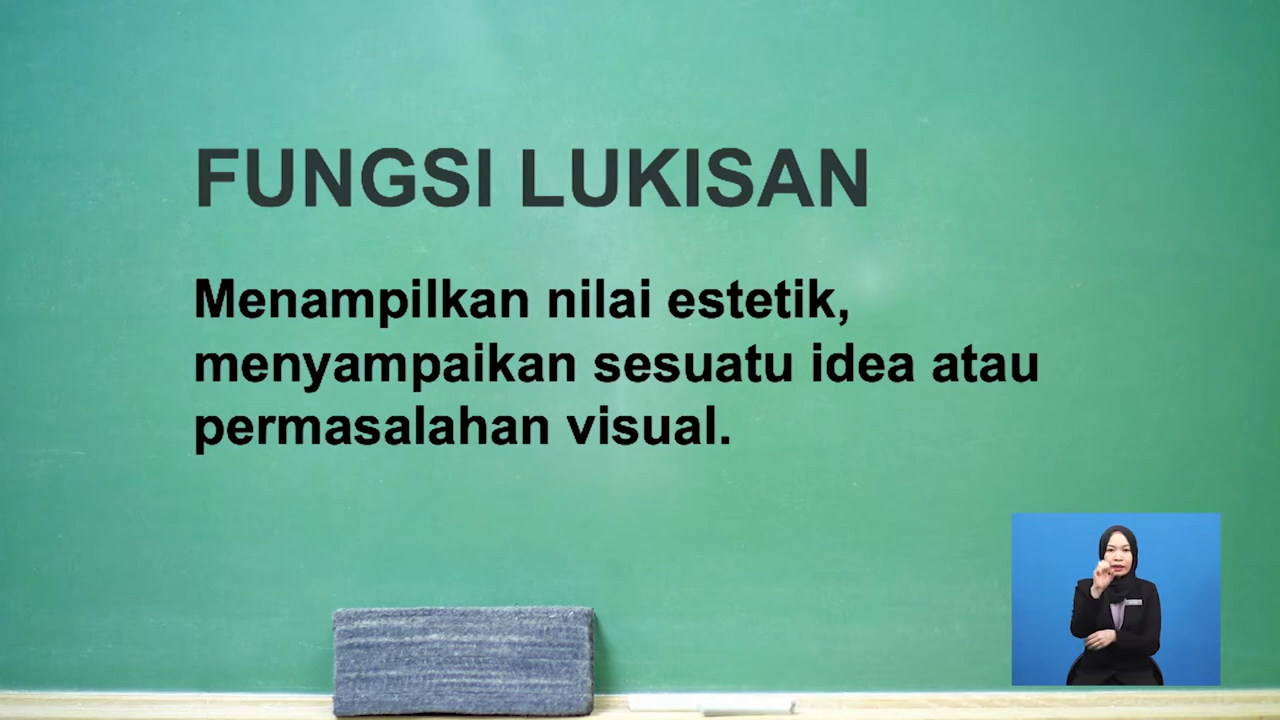 FUNGSI LUKISAN
Menampilkan nilai estetik,
menyampaikan sesuatu idea atau
permasalahan visual.